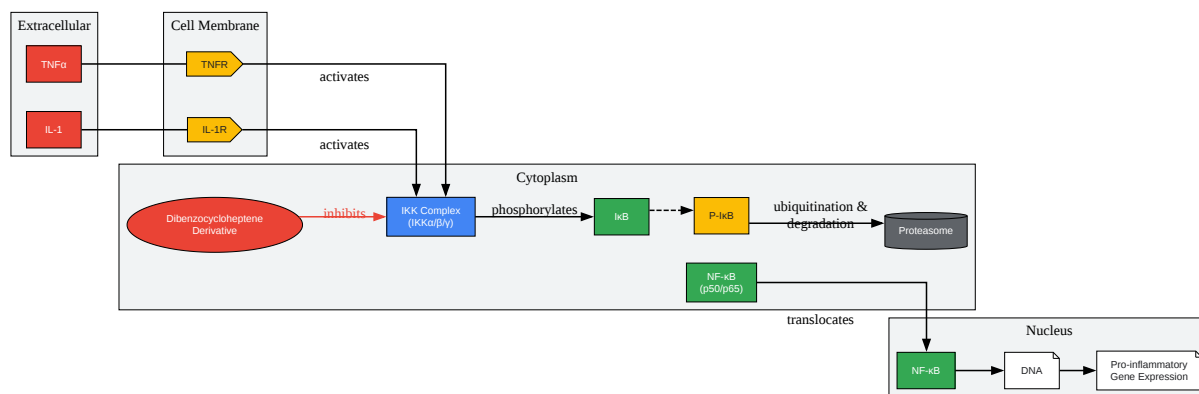 Extracellular
Cell Membrane
TNFα
TNFR
activates
IL-1
IL-1R
activates
Cytoplasm
Dibenzocycloheptene
Derivative
inhibits
IKK Complex
(IKKα/β/γ)
phosphorylates
IκB
P-IκB
ubiquitination &
degradation
Proteasome
NF-κB
(p50/p65)
translocates
Nucleus
NF-κB
DNA
Pro-inflammatory
Gene Expression